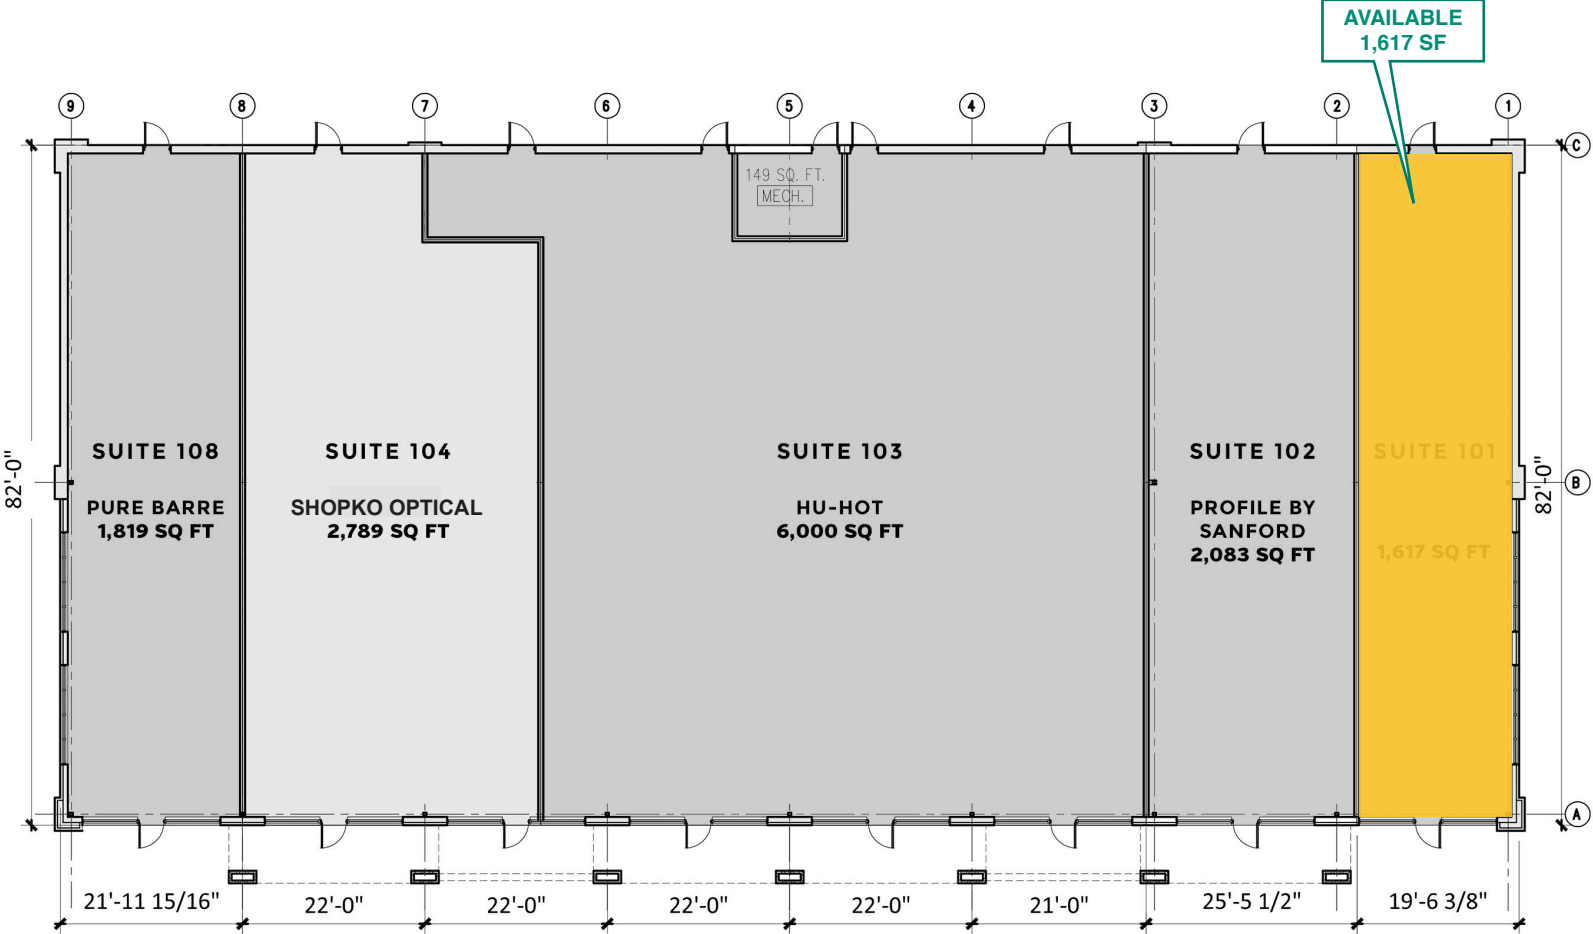 AVAILABLE
1,617 SF
9 8 7 6 5 4 3 2 1
C
149 SQ. FT.
MECH.
SUITE 108
PURE BARRE
1,819 SQ FT
SUITE 104
SHOPKO OPTICAL
2,789 SQ FT
SUITE 103
HU-HOT
6,000 SQ FT
SUITE 102
PROFILE BY
SANFORD
2,083 SQ FT
SUITE 101
1,617 SQ FT
82'-0"
82'-0"
B
A
21'-11 15/16" 22'-0" 22'-0" 22'-0" 22'-0" 21'-0" 25'-5 1/2" 19'-6 3/8"